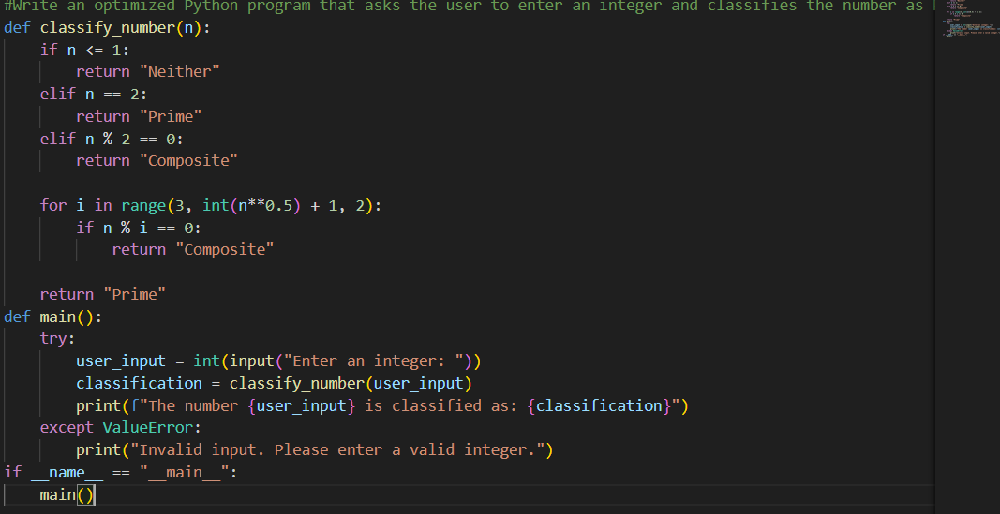 #Write an optimized Python program that asks the user to enter an integer and classifies the number as
def classify_number(n):
    if n <= 1:
        return "Neither"
    elif n == 2:
        return "Prime"
    elif n % 2 == 0:
        return "Composite"
    for i in range(3, int(n**0.5) + 1, 2):
        if n % i == 0:
            return "Composite"
    return "Prime"
def main():
    try:
        user_input = int(input("Enter an integer: "))
        classification = classify_number(user_input)
        print(f"The number {user_input} is classified as: {classification}")
    except ValueError:
        print("Invalid input. Please enter a valid integer.")
if __name__ == "__main__":
    main()